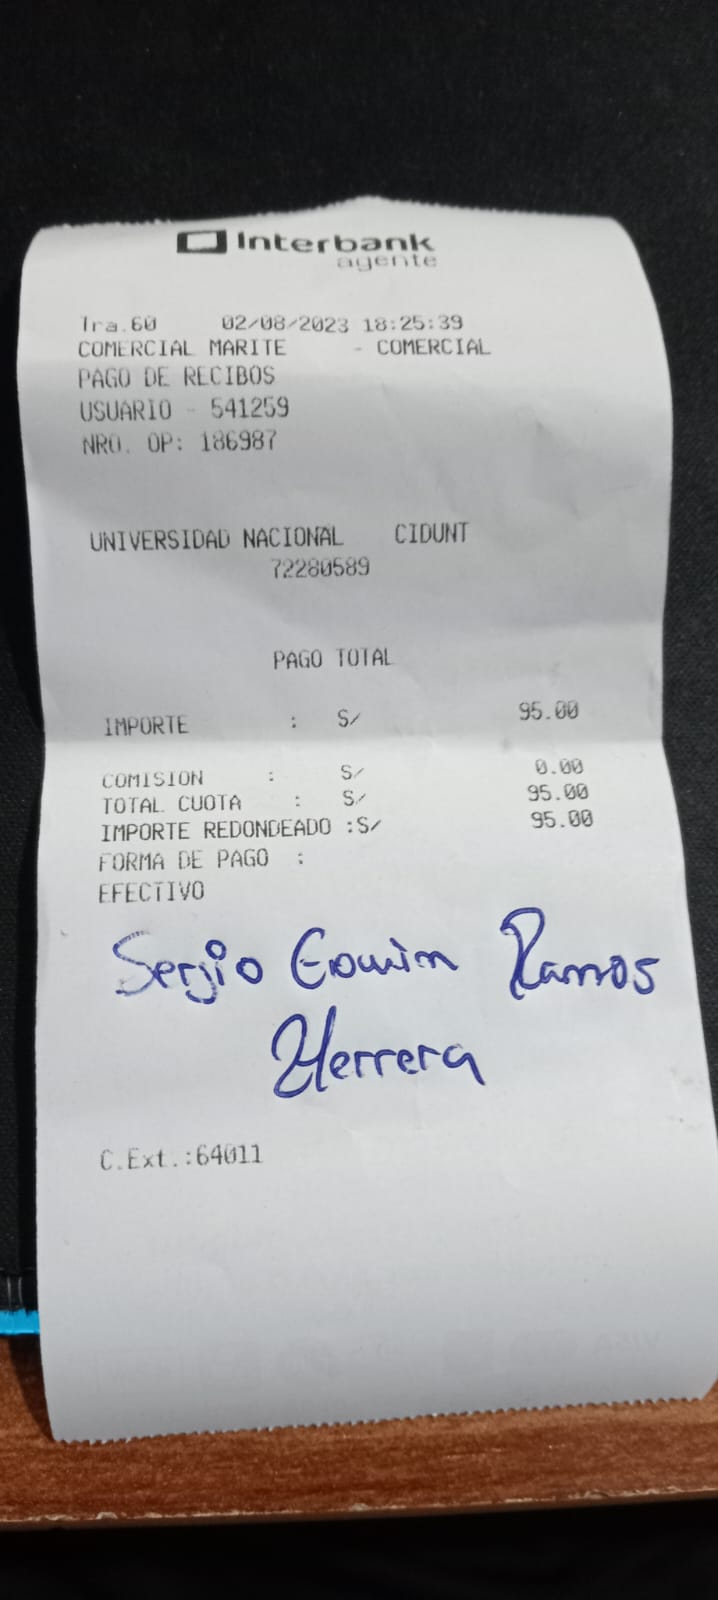 Interbank
agente
Tra.60 02/08/2023 18:25:39
COMERCIAL MARITE - COMERCIAL
PAGO DE RECIBOS
USUARIO - 541259
NRO. OP: 186987
UNIVERSIDAD NACIONAL CIDUNT
72280589
PAGO TOTAL
IMPORTE : S/ 95.00
COMISION : S/ 0.00
TOTAL CUOTA : S/ 95.00
IMPORTE REDONDEADO :S/ 95.00
FORMA DE PAGO :
EFECTIVO
Sergio Edwin Ramos
Herrera
C.Ext.:64011